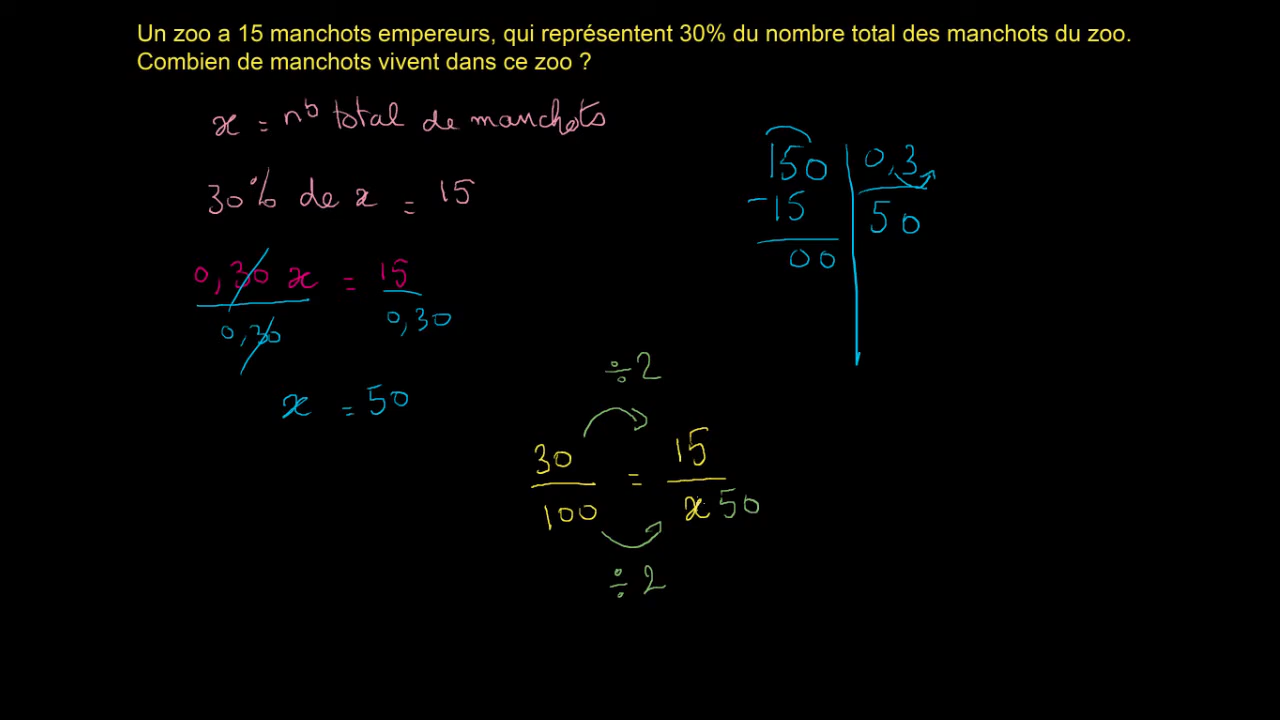 Un zoo a 15 manchots empereurs, qui représentent 30% du nombre total des manchots du zoo.
Combien de manchots vivent dans ce zoo ?
x = nb total de manchots
30% de x = 15
0,30 x = 15
0,30 0,30
x = 50
150 0,3
-15 50
00
÷2
30 = 15
100 x 50
÷2